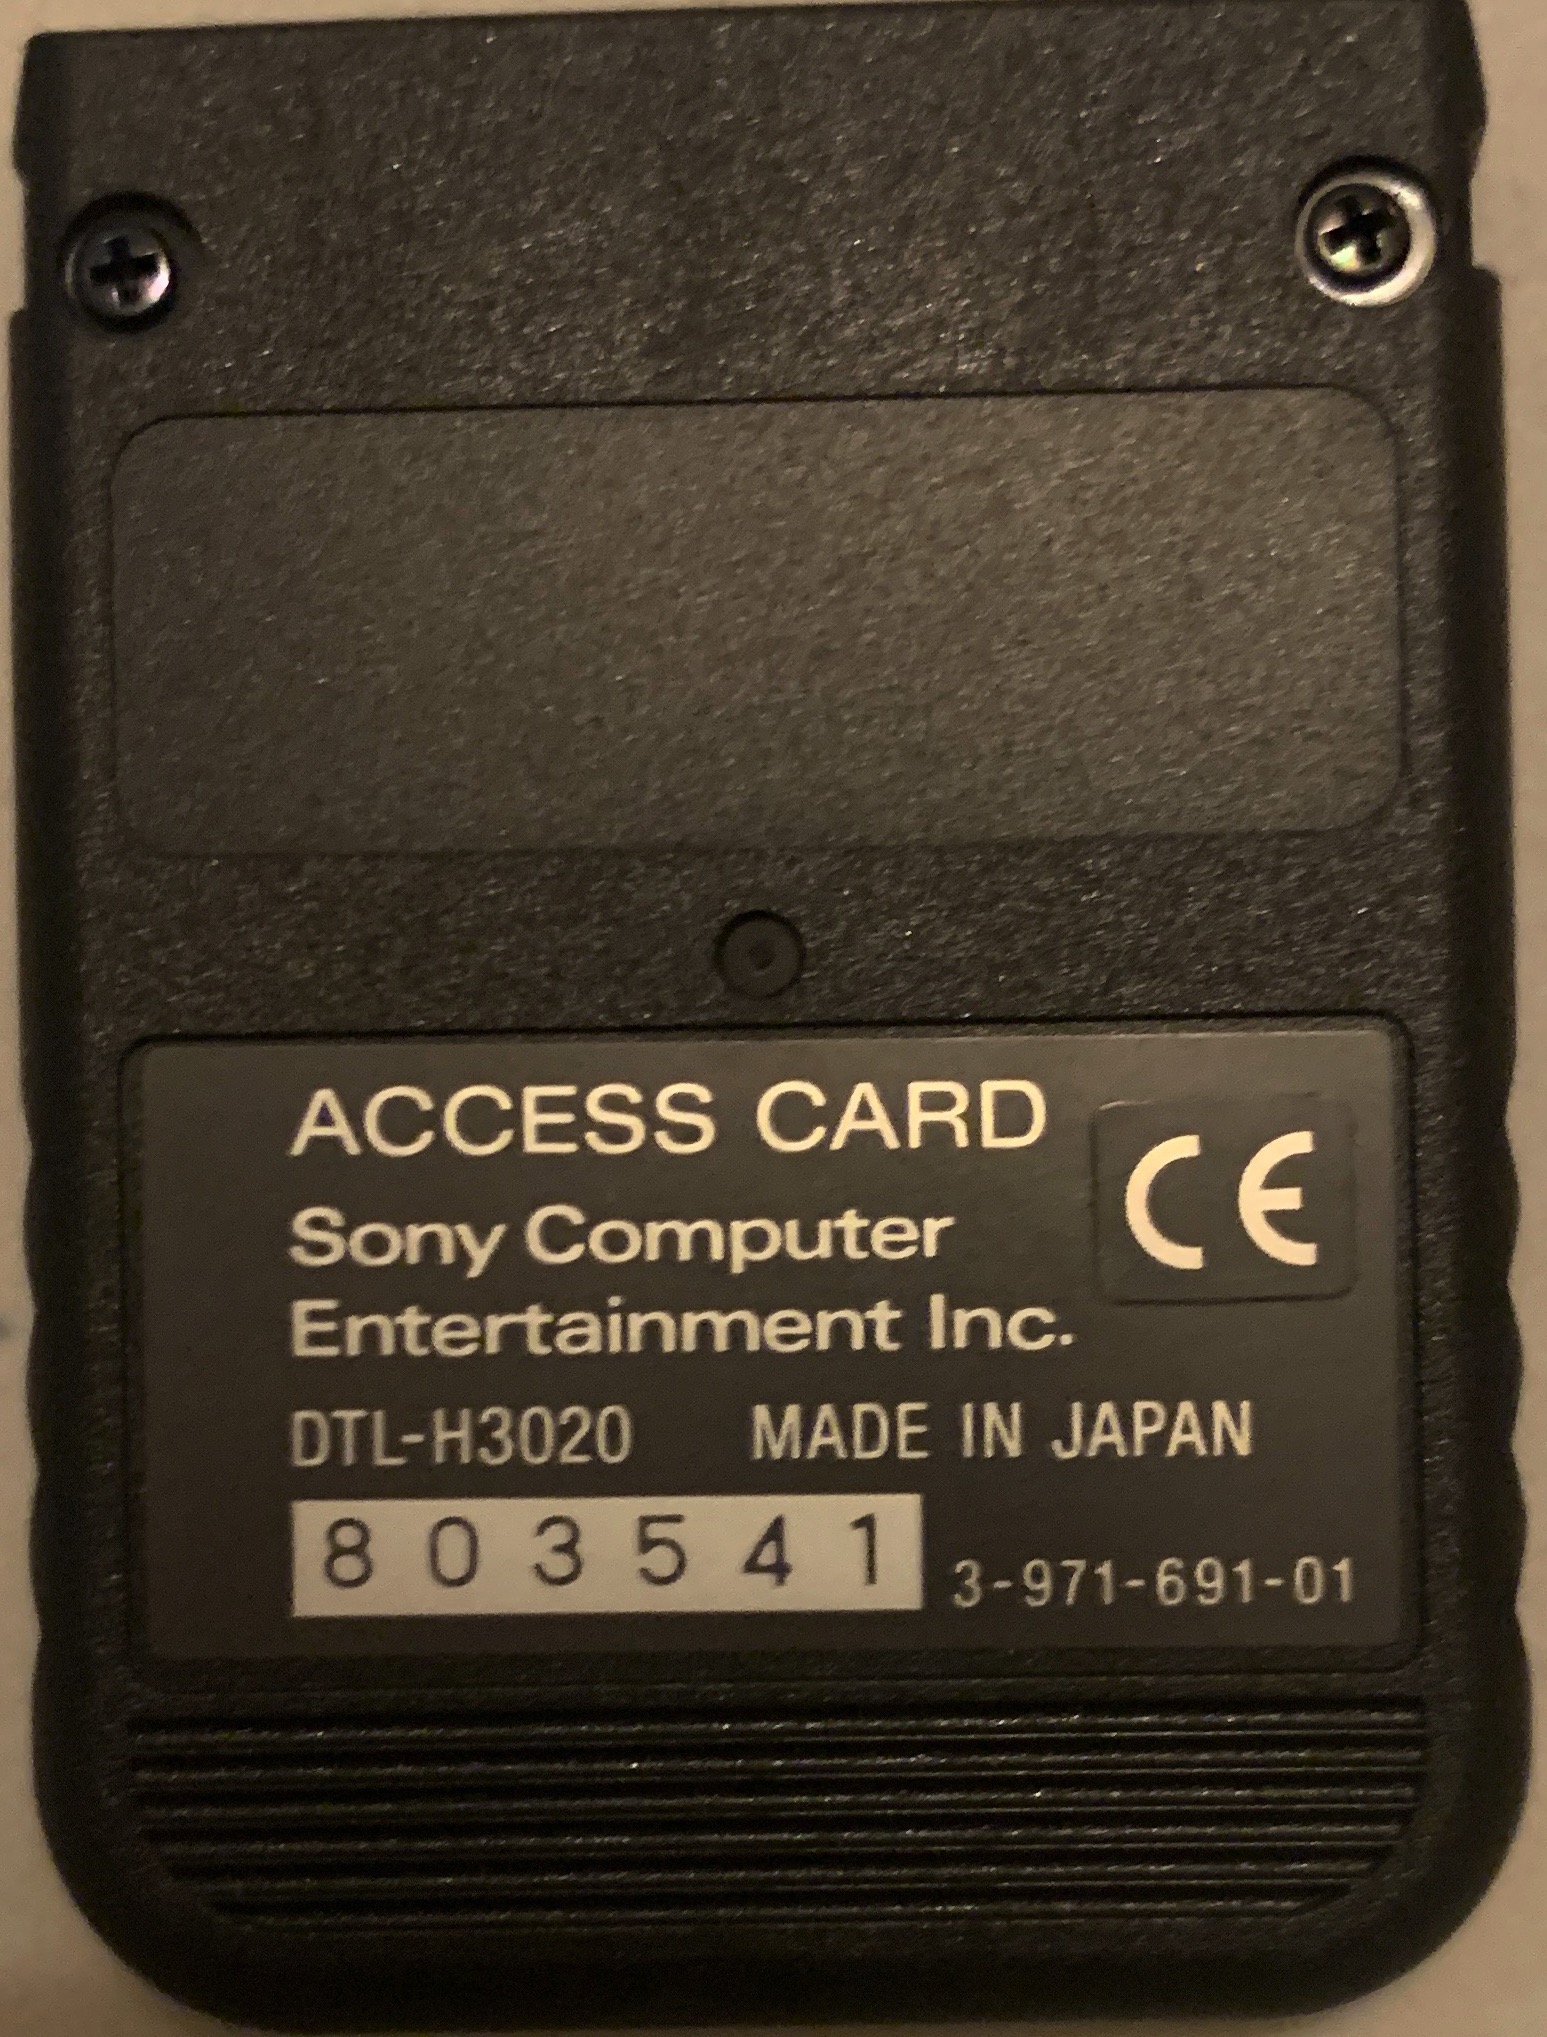 ACCESS CARD
CE
Sony Computer
Entertainment Inc.
DTL-H3020 MADE IN JAPAN
803541 3-971-691-01